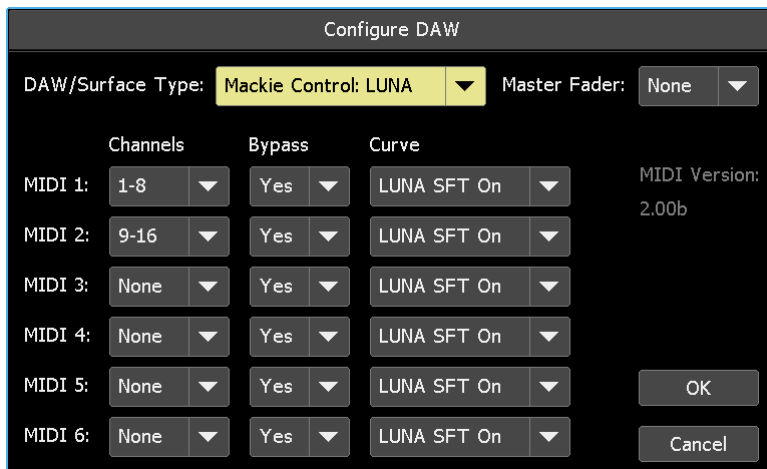 Configure DAW
DAW/Surface Type: Mackie Control: LUNA Master Fader: None
Channels Bypass Curve
MIDI 1: 1-8 Yes LUNA SFT On MIDI Version:
2.00b
MIDI 2: 9-16 Yes LUNA SFT On
MIDI 3: None Yes LUNA SFT On
MIDI 4: None Yes LUNA SFT On
MIDI 5: None Yes LUNA SFT On OK
MIDI 6: None Yes LUNA SFT On Cancel